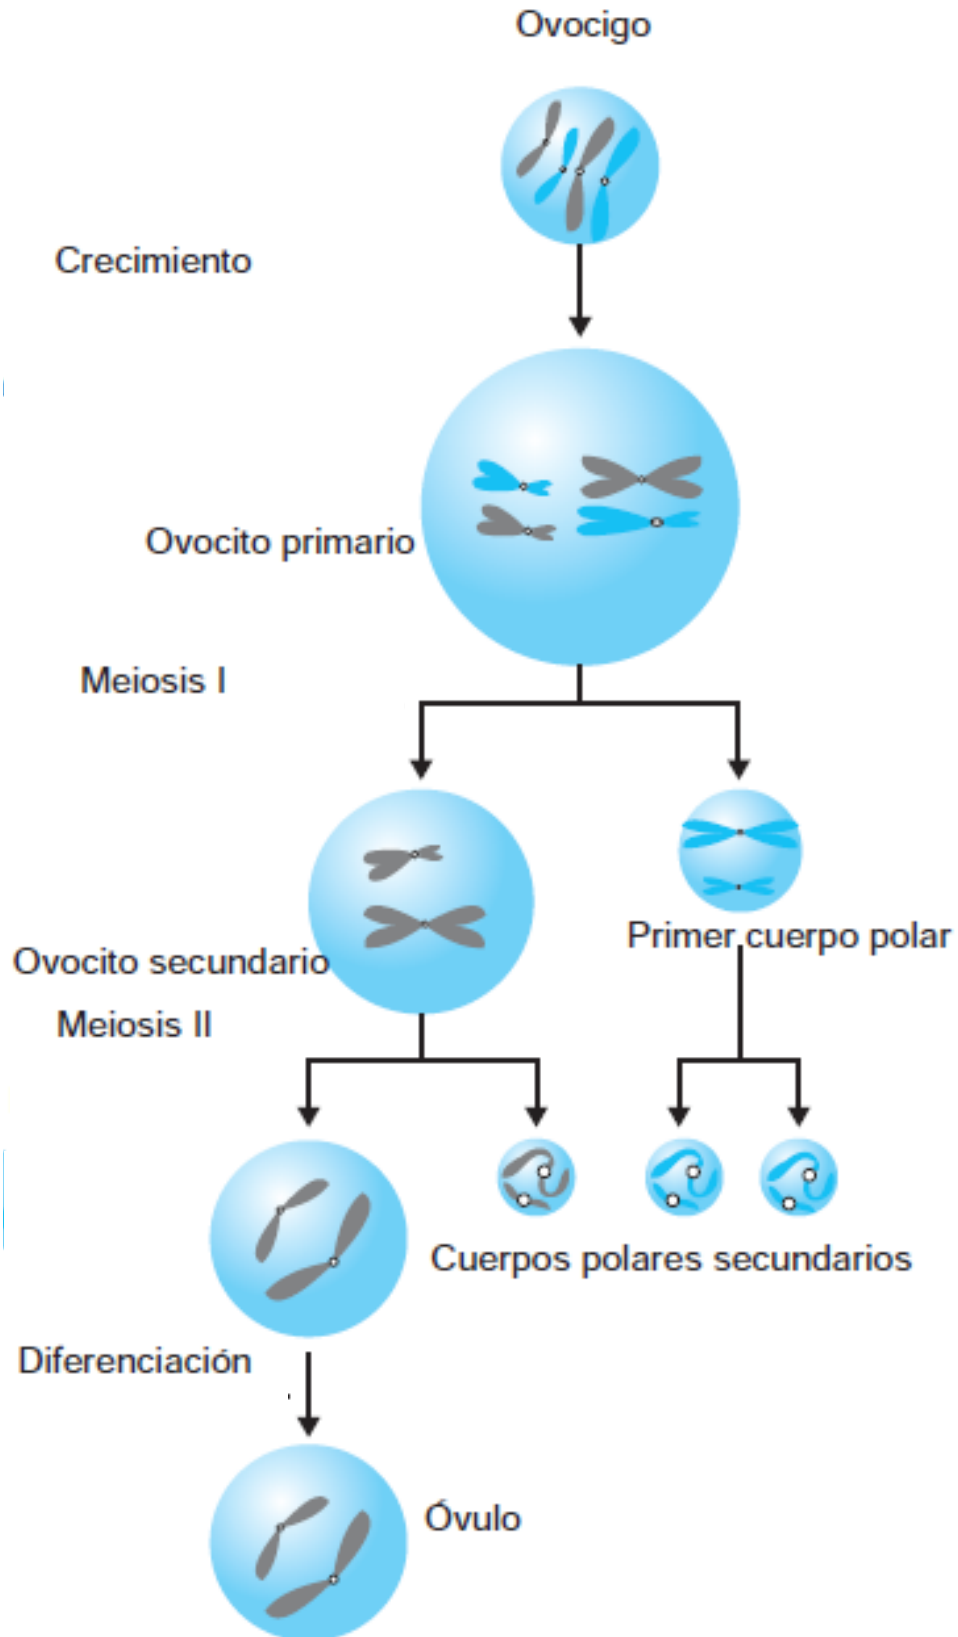 Ovocigo
Crecimiento
Ovocito primario
Meiosis I
Primer cuerpo polar
Ovocito secundario
Meiosis II
Cuerpos polares secundarios
Diferenciación
Óvulo